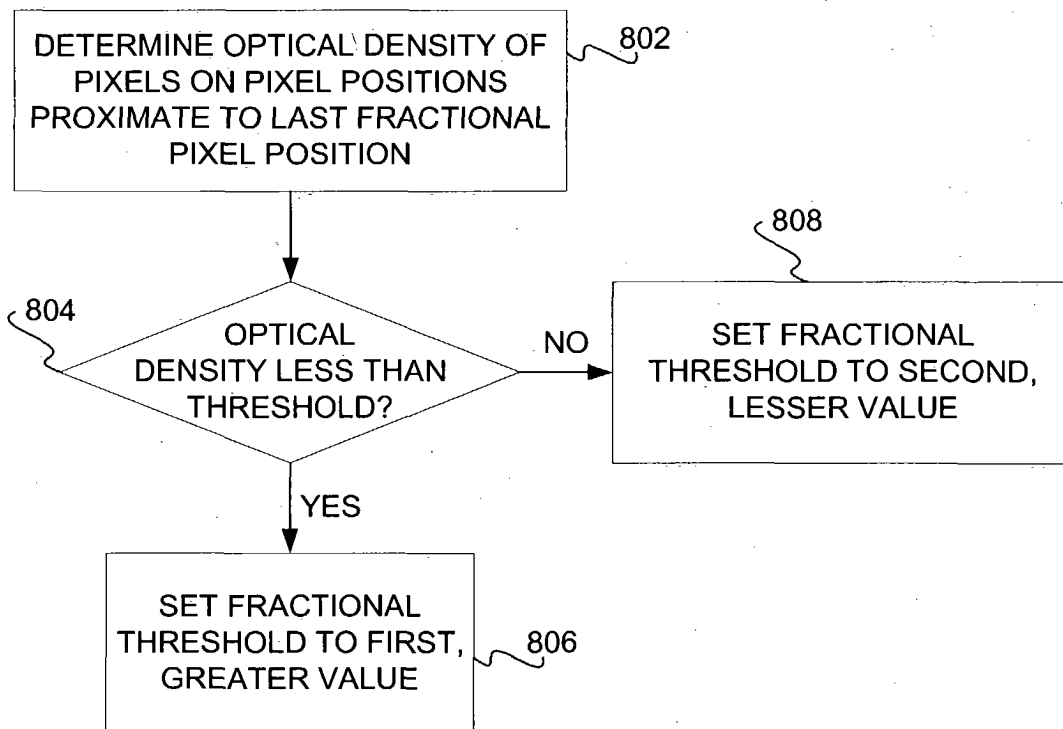 DETERMINE OPTICAL DENSITY OF
PIXELS ON PIXEL POSITIONS
PROXIMATE TO LAST FRACTIONAL
PIXEL POSITION
802
804
OPTICAL
DENSITY LESS THAN
THRESHOLD?
NO
808
SET FRACTIONAL
THRESHOLD TO SECOND,
LESSER VALUE
YES
SET FRACTIONAL
THRESHOLD TO FIRST,
GREATER VALUE
806